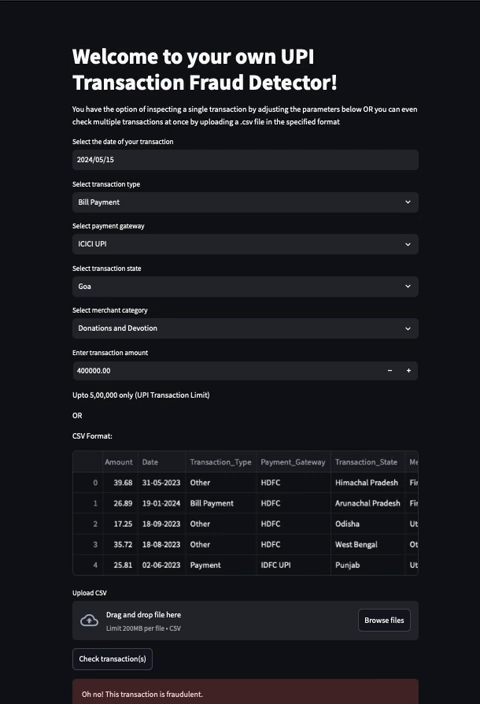 Welcome to your own UPI
Transaction Fraud Detector!
You have the option of inspecting a single transaction by adjusting the parameters below OR you can even
check multiple transactions at once by uploading a .csv file in the specified format
Select the date of your transaction
2024/05/15
Select transaction type
Bill Payment
Select payment gateway
ICICI UPI
Select transaction state
Goa
Select merchant category
Donations and Devotion
Enter transaction amount
400000.00 − +
Upto 5,00,000 only (UPI Transaction Limit)
OR
CSV Format:
Amount Date Transaction_Type Payment_Gateway Transaction_State Me
0 39.68 31-05-2023 Other HDFC Himachal Pradesh Fin
1 26.89 19-01-2024 Bill Payment HDFC Arunachal Pradesh Fin
2 17.25 18-09-2023 Other HDFC Odisha Ut
3 35.72 18-08-2023 Other HDFC West Bengal Ot
4 25.81 02-06-2023 Payment IDFC UPI Punjab Ut
Upload CSV
Drag and drop file here
Limit 200MB per file • CSV
Browse files
Check transaction(s)
Oh no! This transaction is fraudulent.